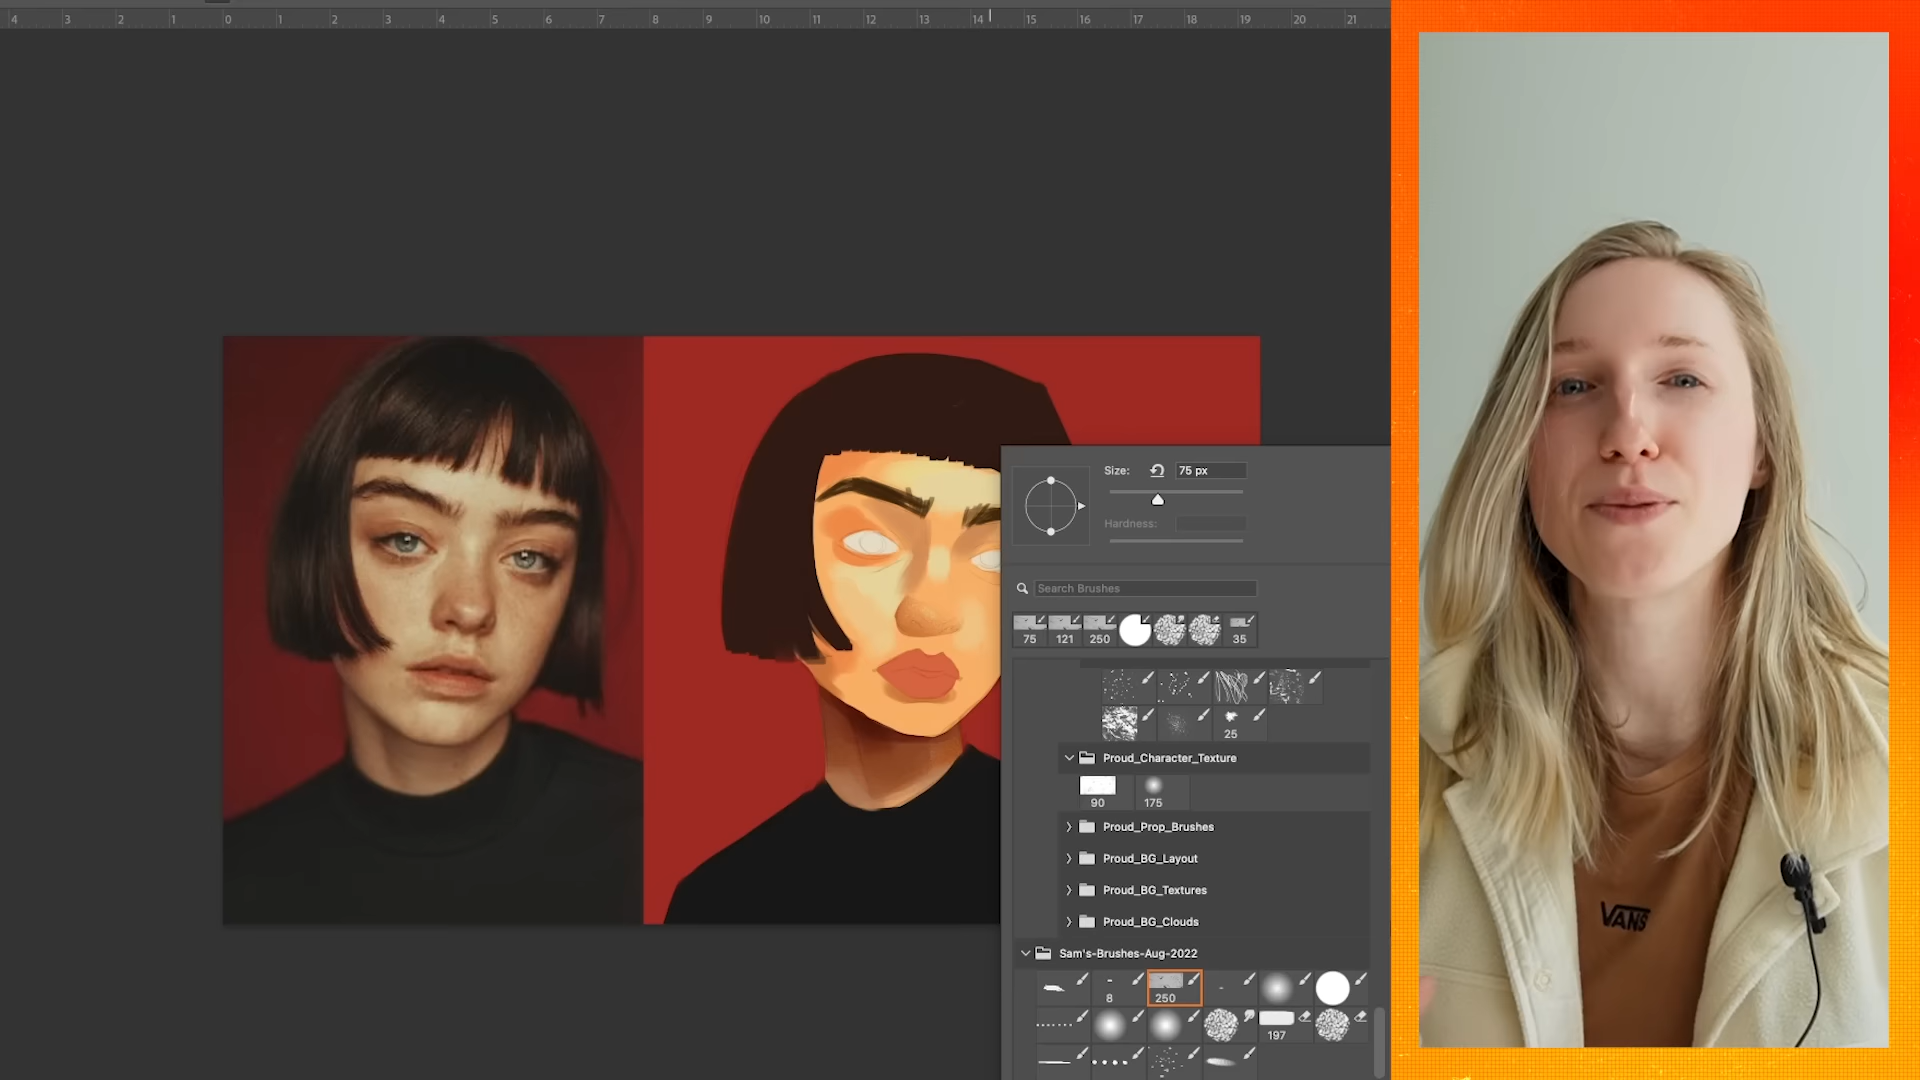 4 3 2 1 0 1 2 3 4 5 6 7 8 9 10 11 12 13 14 15 16 17 18 19 20 21
Size: 75 px
Hardness:
Search Brushes
75 121 250 35
25
Proud_Character_Texture
90 175
Proud_Prop_Brushes
Proud_BG_Layout
Proud_BG_Textures
Proud_BG_Clouds
Sam's-Brushes-Aug-2022
8 250
197
VANS